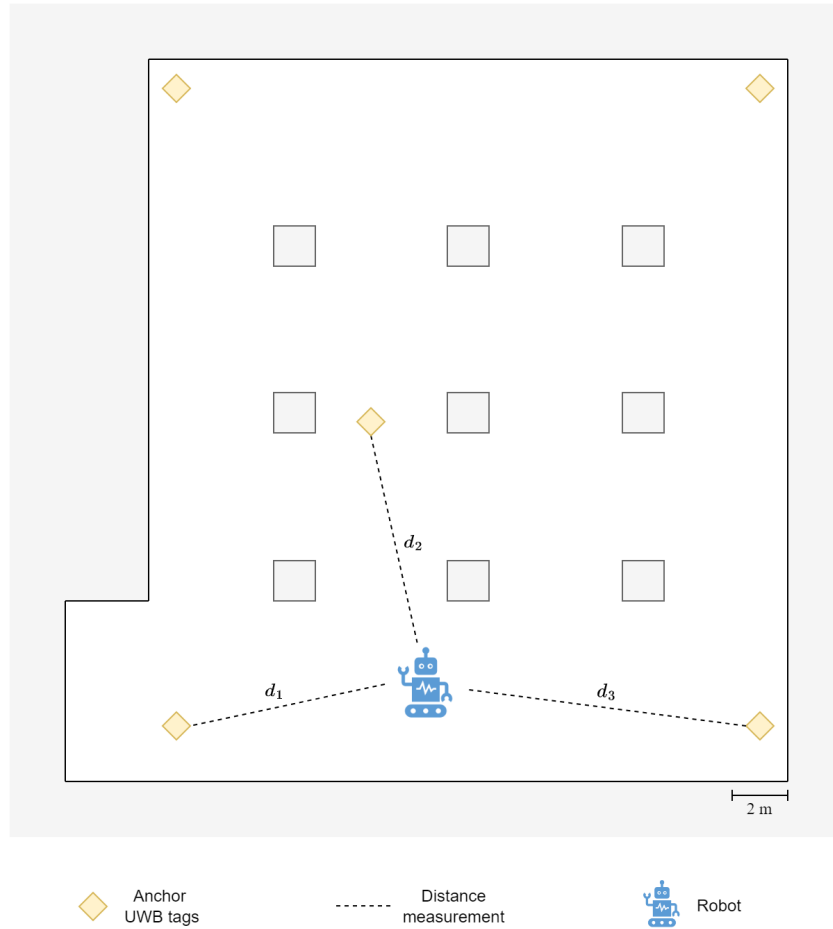 d₂
d₁
d₃
2 m
Anchor
UWB tags
Distance
measurement
Robot